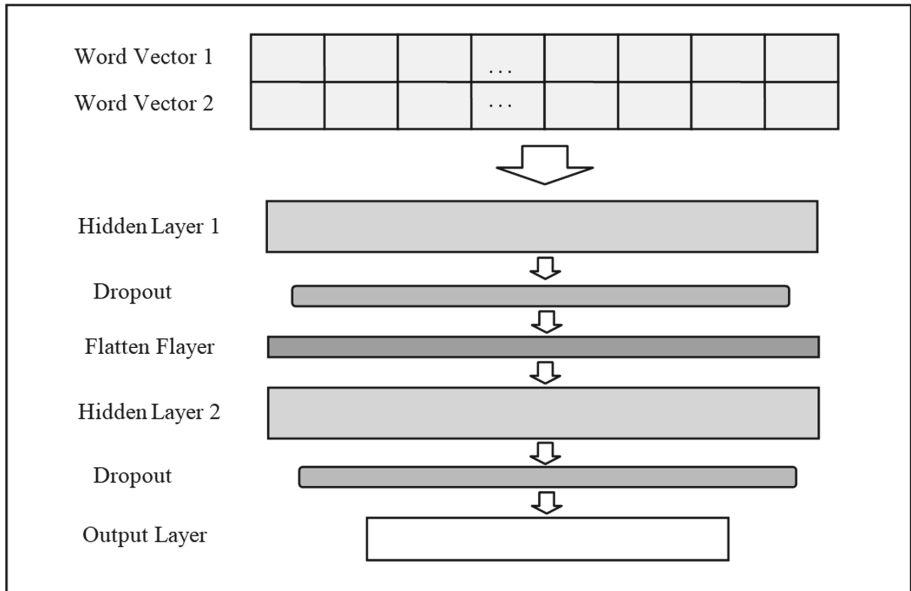 Word Vector 1
...
Word Vector 2
...
Hidden Layer 1
Dropout
Flatten Flayer
Hidden Layer 2
Dropout
Output Layer